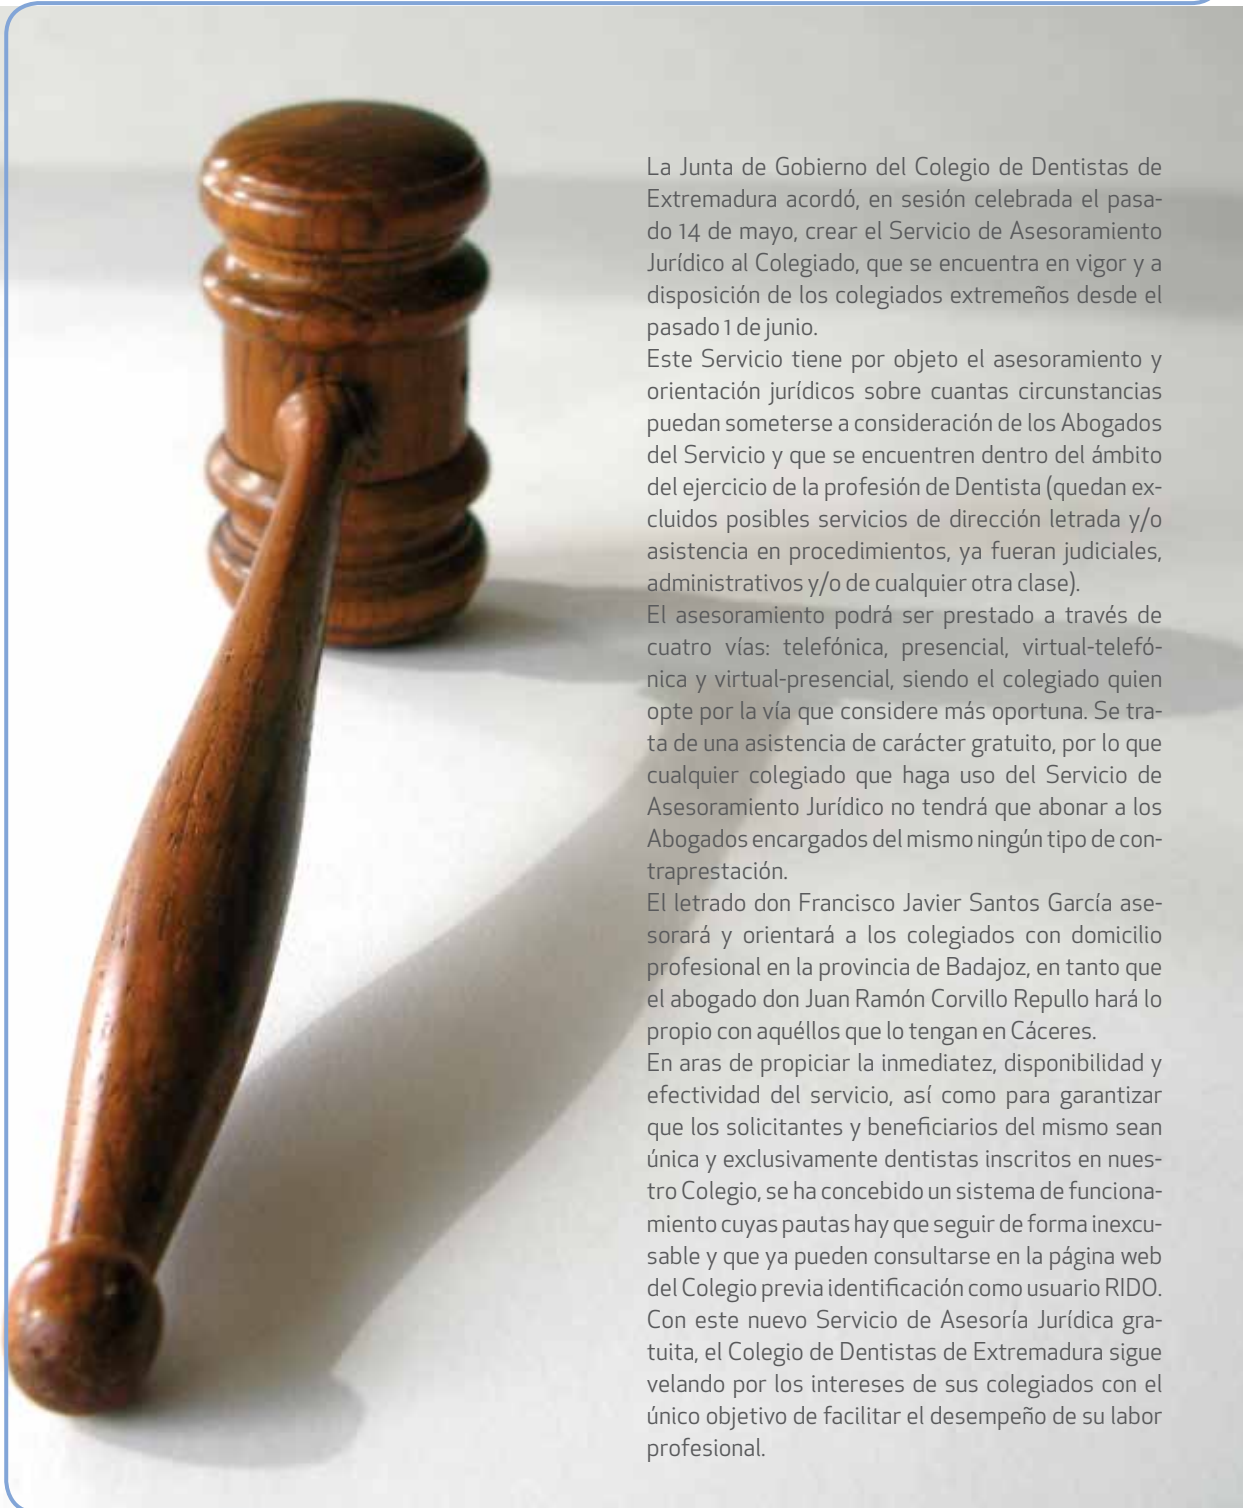 La Junta de Gobierno del Colegio de Dentistas de
Extremadura acordó, en sesión celebrada el pasa-
do 14 de mayo, crear el Servicio de Asesoramiento
Jurídico al Colegiado, que se encuentra en vigor y a
disposición de los colegiados extremeños desde el
pasado 1 de junio.
Este Servicio tiene por objeto el asesoramiento y
orientación jurídicos sobre cuantas circunstancias
puedan someterse a consideración de los Abogados
del Servicio y que se encuentren dentro del ámbito
del ejercicio de la profesión de Dentista (quedan ex-
cluidos posibles servicios de dirección letrada y/o
asistencia en procedimientos, ya fueran judiciales,
administrativos y/o de cualquier otra clase).
El asesoramiento podrá ser prestado a través de
cuatro vías: telefónica, presencial, virtual-telefó-
nica y virtual-presencial, siendo el colegiado quien
opte por la vía que considere más oportuna. Se tra-
ta de una asistencia de carácter gratuito, por lo que
cualquier colegiado que haga uso del Servicio de
Asesoramiento Jurídico no tendrá que abonar a los
Abogados encargados del mismo ningún tipo de con-
traprestación.
El letrado don Francisco Javier Santos García ase-
sorará y orientará a los colegiados con domicilio
profesional en la provincia de Badajoz, en tanto que
el abogado don Juan Ramón Corvillo Repullo hará lo
propio con aquéllos que lo tengan en Cáceres.
En aras de propiciar la inmediatez, disponibilidad y
efectividad del servicio, así como para garantizar
que los solicitantes y beneficiarios del mismo sean
única y exclusivamente dentistas inscritos en nues-
tro Colegio, se ha concebido un sistema de funciona-
miento cuyas pautas hay que seguir de forma inexcu-
sable y que ya pueden consultarse en la página web
del Colegio previa identificación como usuario RIDO.
Con este nuevo Servicio de Asesoría Jurídica gra-
tuita, el Colegio de Dentistas de Extremadura sigue
velando por los intereses de sus colegiados con el
único objetivo de facilitar el desempeño de su labor
profesional.